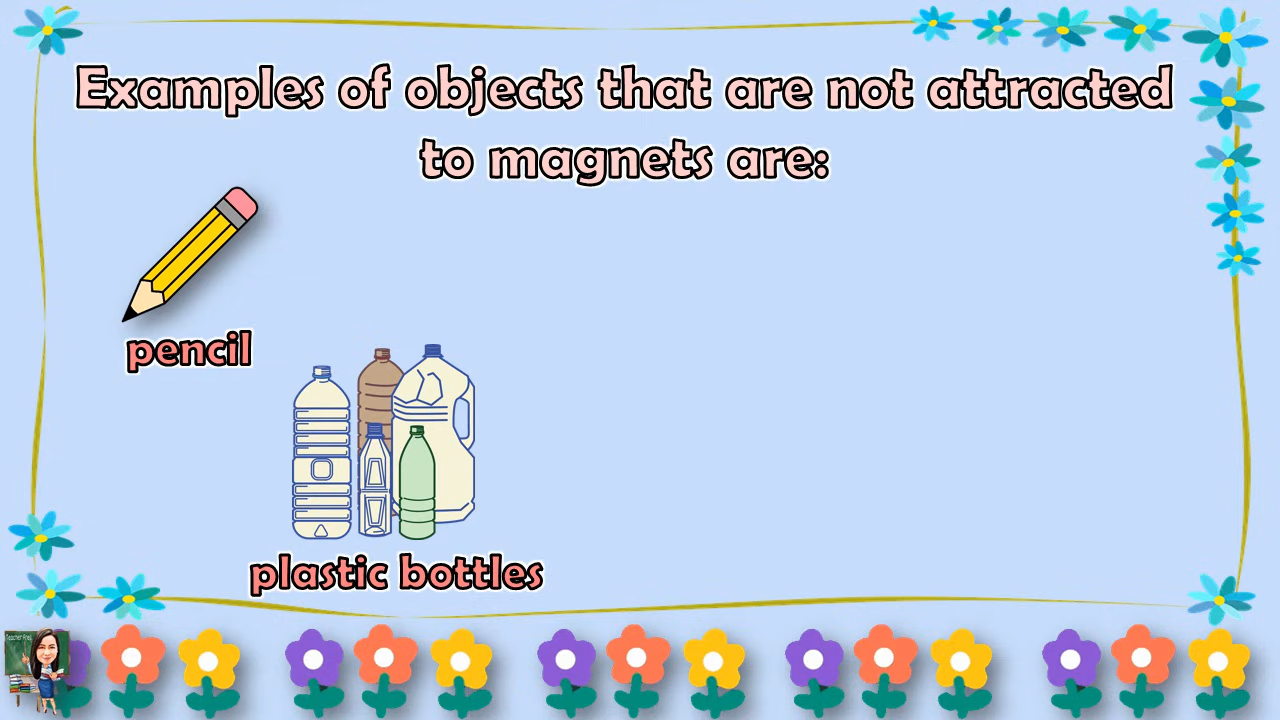 Examples of objects that are not attracted
to magnets are:
pencil
plastic bottles